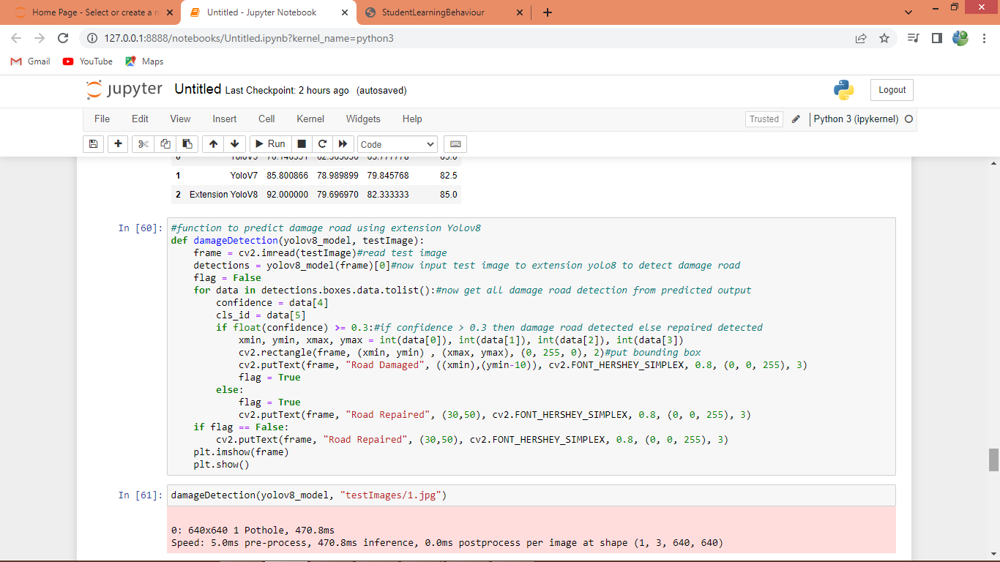 Home Page - Select or create a n
Untitled - Jupyter Notebook
StudentLearningBehaviour
127.0.0.1:8888/notebooks/Untitled.ipynb?kernel_name=python3
Gmail YouTube Maps
jupyter Untitled Last Checkpoint: 2 hours ago (autosaved)
Logout
File Edit View Insert Cell Kernel Widgets Help
Trusted
Python 3 (ipykernel)
Run
Code
1 YoloV7 85.800866 78.989899 79.845768 82.5
2 Extension YoloV8 92.000000 79.696970 82.333333 85.0
In [60]:
#function to predict damage road using extension Yolov8
def damageDetection(yolov8_model, testImage):
    frame = cv2.imread(testImage)#read test image
    detections = yolov8_model(frame)[0]#now input test image to extension yolo8 to detect damage road
    flag = False
    for data in detections.boxes.data.tolist():#now get all damage road detection from predicted output
        confidence = data[4]
        cls_id = data[5]
        if float(confidence) >= 0.3:#if confidence > 0.3 then damage road detected else repaired detected
            xmin, ymin, xmax, ymax = int(data[0]), int(data[1]), int(data[2]), int(data[3])
            cv2.rectangle(frame, (xmin, ymin) , (xmax, ymax), (0, 255, 0), 2)#put bounding box
            cv2.putText(frame, "Road Damaged", ((xmin),(ymin-10)), cv2.FONT_HERSHEY_SIMPLEX, 0.8, (0, 0, 255), 3)
            flag = True
        else:
            flag = True
            cv2.putText(frame, "Road Repaired", (30,50), cv2.FONT_HERSHEY_SIMPLEX, 0.8, (0, 0, 255), 3)
    if flag == False:
        cv2.putText(frame, "Road Repaired", (30,50), cv2.FONT_HERSHEY_SIMPLEX, 0.8, (0, 0, 255), 3)
    plt.imshow(frame)
    plt.show()
In [61]:
damageDetection(yolov8_model, "testImages/1.jpg")
0: 640x640 1 Pothole, 470.8ms
Speed: 5.0ms pre-process, 470.8ms inference, 0.0ms postprocess per image at shape (1, 3, 640, 640)